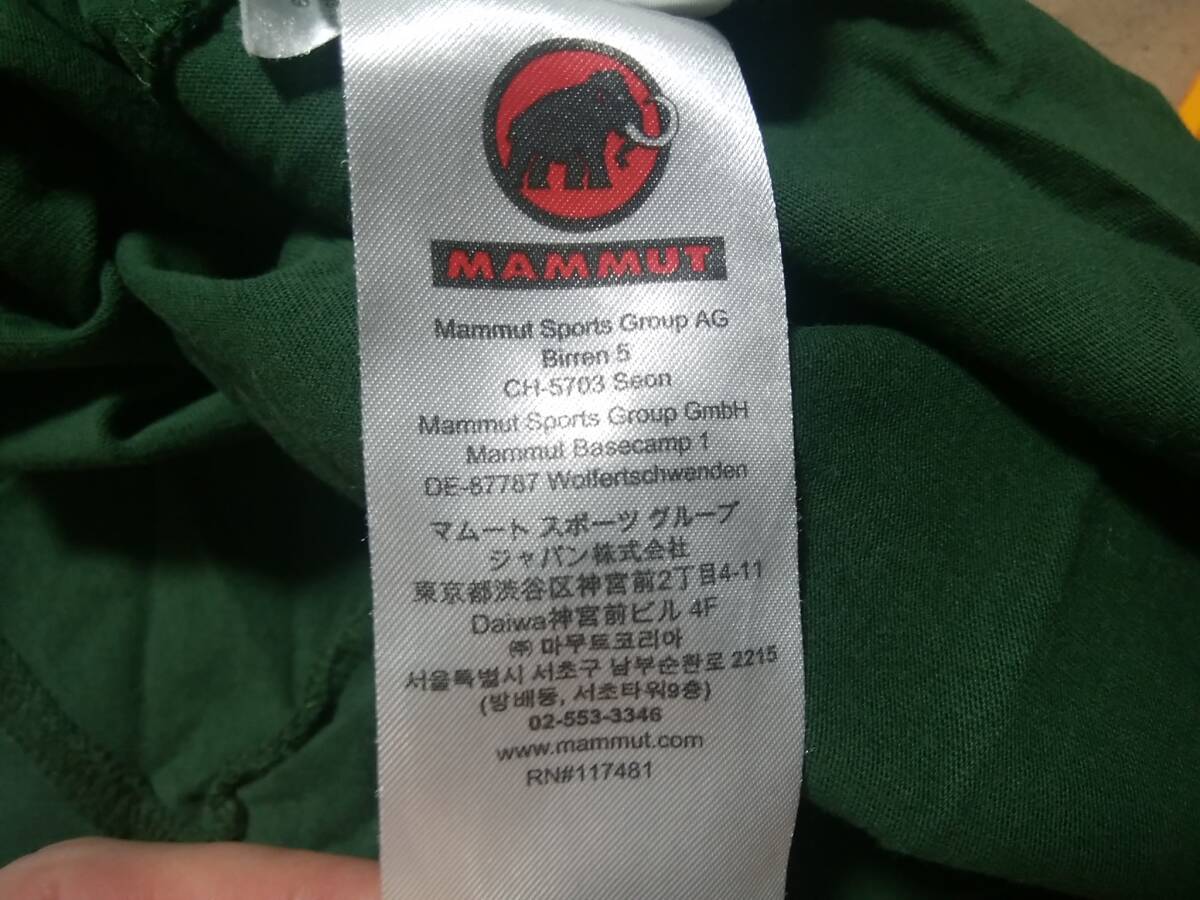 MAMMUT
Mammut Sports Group AG
Birren 5
CH-5703 Seon
Mammut Sports Group GmbH
Mammut Basecamp 1
DE-87787 Wolfertschwenden
マムート スポーツ グループ
ジャパン株式会社
東京都渋谷区神宮前2丁目4-11
Daiwa神宮前ビル 4F
㈜ 마무트코리아
서울특별시 서초구 남부순환로 2215
(방배동, 서초타워9층)
02-553-3346
www.mammut.com
RN#117481